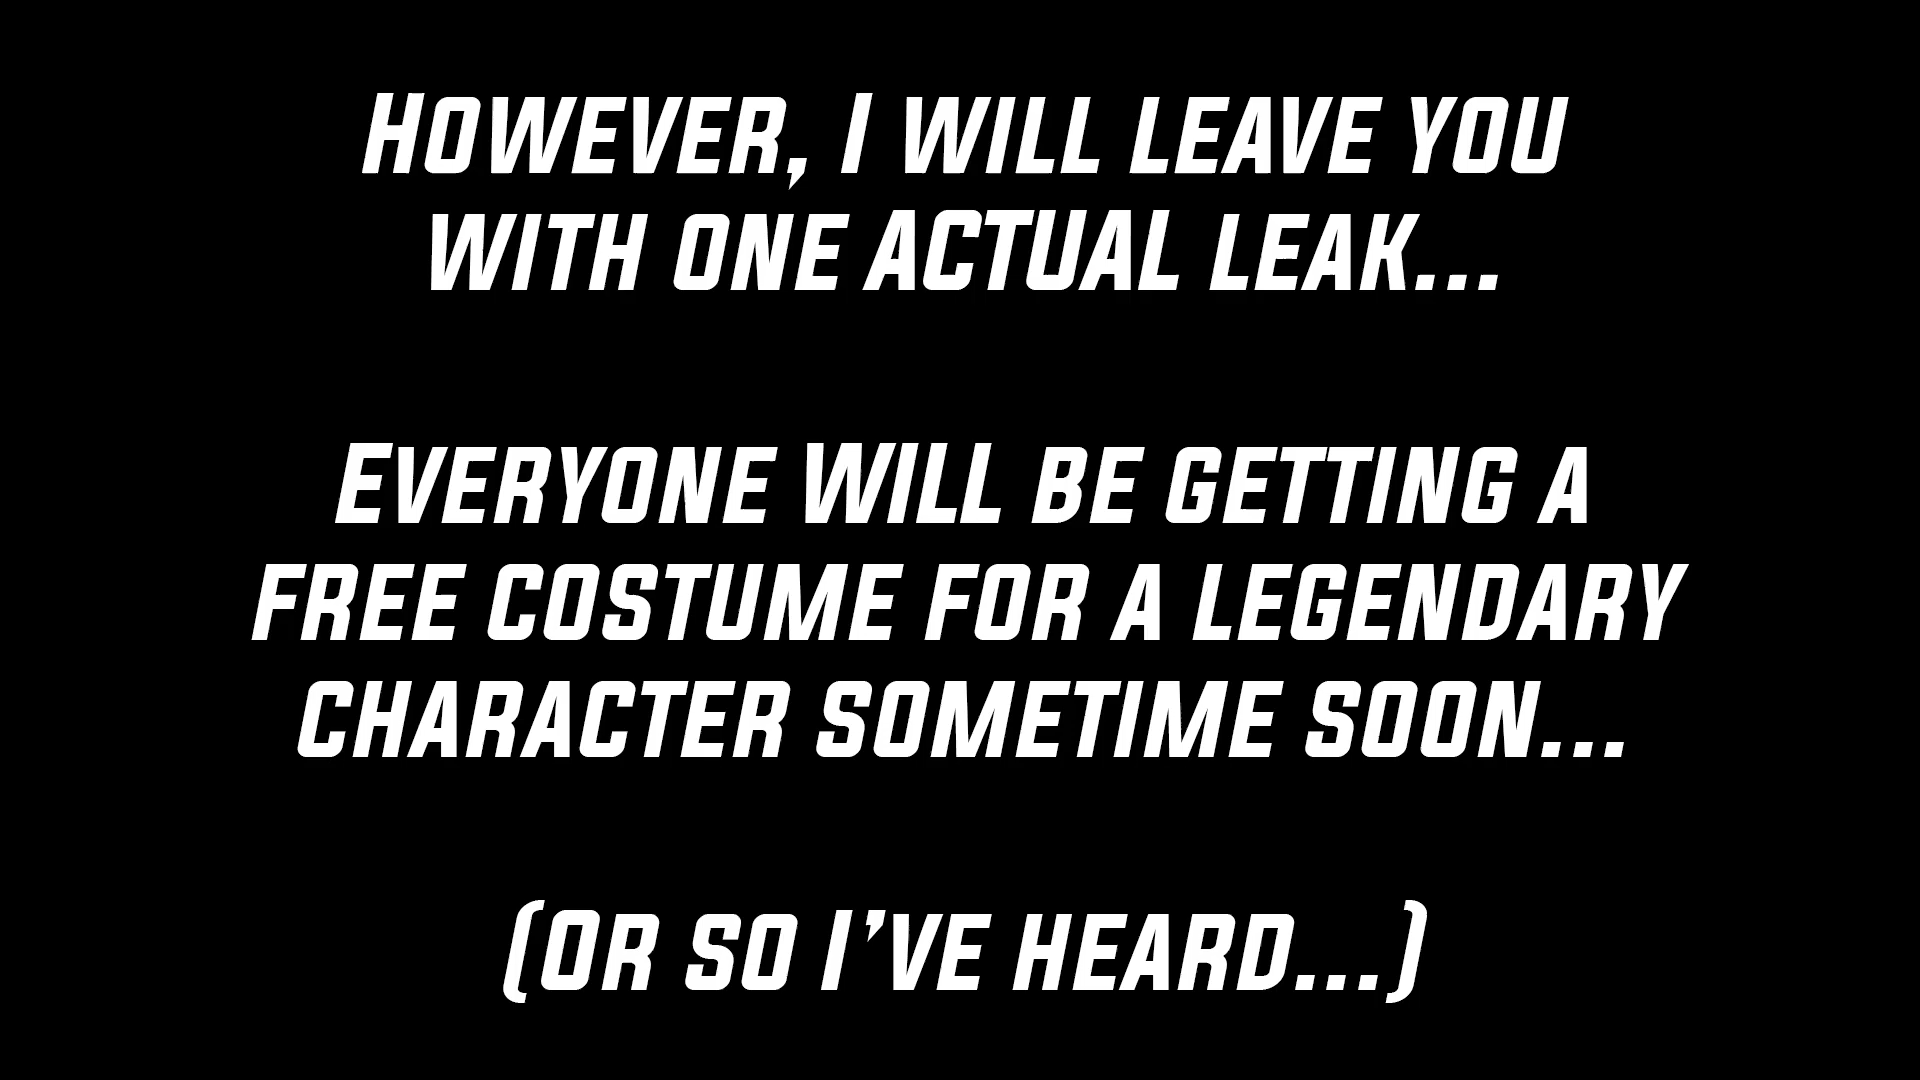 However, I will leave you
with one ACTUAL leak...
Everyone WILL be getting a
free costume for a legendary
character sometime soon...
(or so I've heard...)